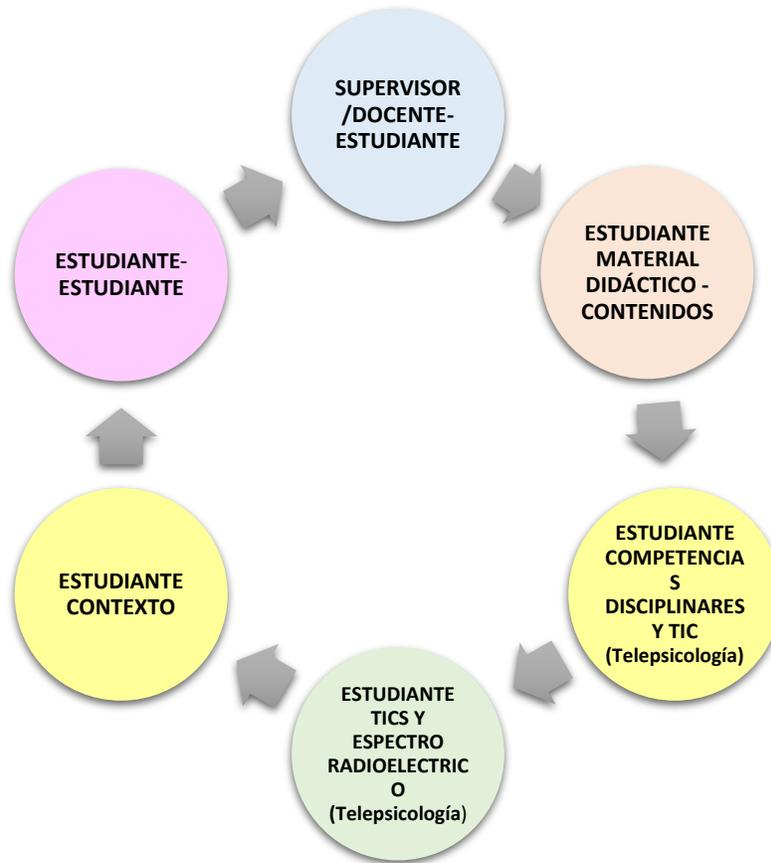 SUPERVISOR
/DOCENTE-
ESTUDIANTE
ESTUDIANTE
MATERIAL
DIDÁCTICO -
CONTENIDOS
ESTUDIANTE
COMPETENCIA
S
DISCIPLINARES
Y TIC
(Telepsicología)
ESTUDIANTE
TICS Y
ESPECTRO
RADIOELECTRIC
O
(Telepsicología)
ESTUDIANTE
CONTEXTO
ESTUDIANTE-
ESTUDIANTE